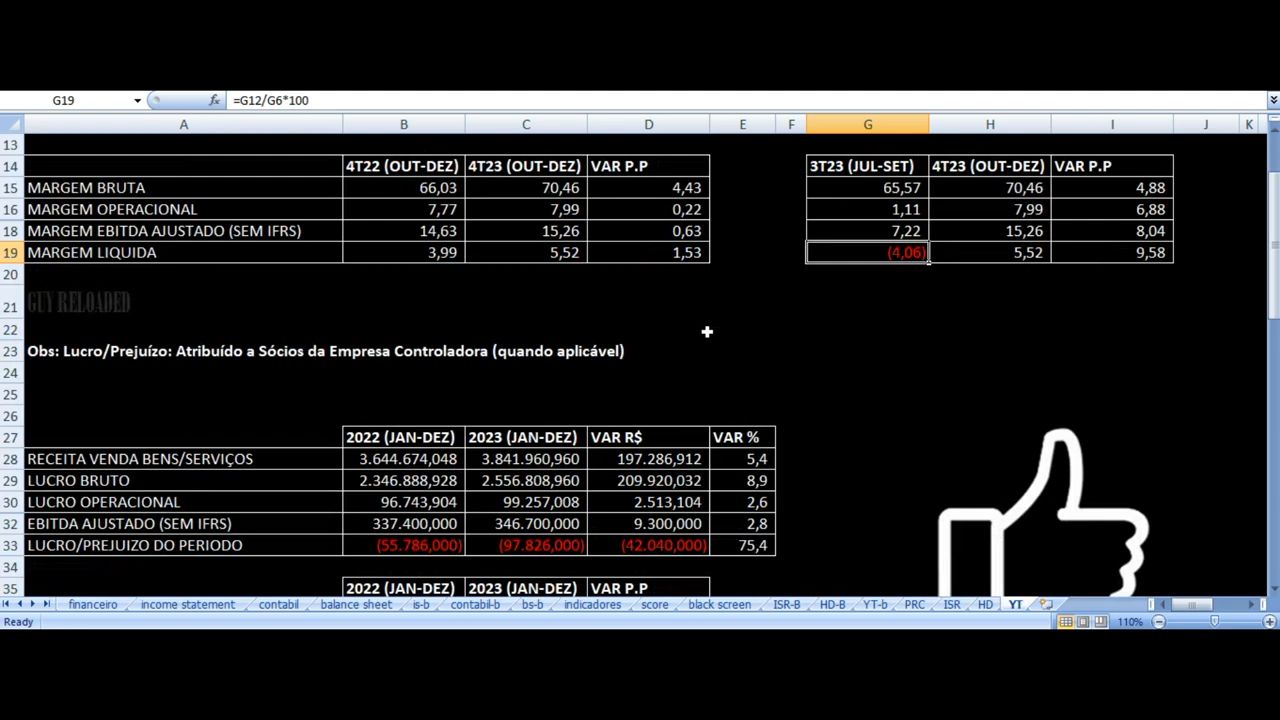 G19 fx =G12/G6*100
A B C D E F G H I J K
13
14 4T22 (OUT-DEZ) 4T23 (OUT-DEZ) VAR P.P 3T23 (JUL-SET) 4T23 (OUT-DEZ) VAR P.P
15 MARGEM BRUTA 66,03 70,46 4,43 65,57 70,46 4,88
16 MARGEM OPERACIONAL 7,77 7,99 0,22 1,11 7,99 6,88
18 MARGEM EBITDA AJUSTADO (SEM IFRS) 14,63 15,26 0,63 7,22 15,26 8,04
19 MARGEM LIQUIDA 3,99 5,52 1,53 (4,06) 5,52 9,58
20
21 GUY RELOADED
22
23 Obs: Lucro/Prejuízo: Atribuído a Sócios da Empresa Controladora (quando aplicável)
24
25
26
27 2022 (JAN-DEZ) 2023 (JAN-DEZ) VAR R$ VAR %
28 RECEITA VENDA BENS/SERVIÇOS 3.644.674,048 3.841.960,960 197.286,912 5,4
29 LUCRO BRUTO 2.346.888,928 2.556.808,960 209.920,032 8,9
30 LUCRO OPERACIONAL 96.743,904 99.257,008 2.513,104 2,6
32 EBITDA AJUSTADO (SEM IFRS) 337.400,000 346.700,000 9.300,000 2,8
33 LUCRO/PREJUIZO DO PERIODO (55.786,000) (97.826,000) (42.040,000) 75,4
34
35 2022 (JAN-DEZ) 2023 (JAN-DEZ) VAR P.P
financeiro income statement contabil balance sheet is-b contabil-b bs-b indicadores score black screen ISR-B HD-B YT-b PRC ISR HD YT
Ready 110%